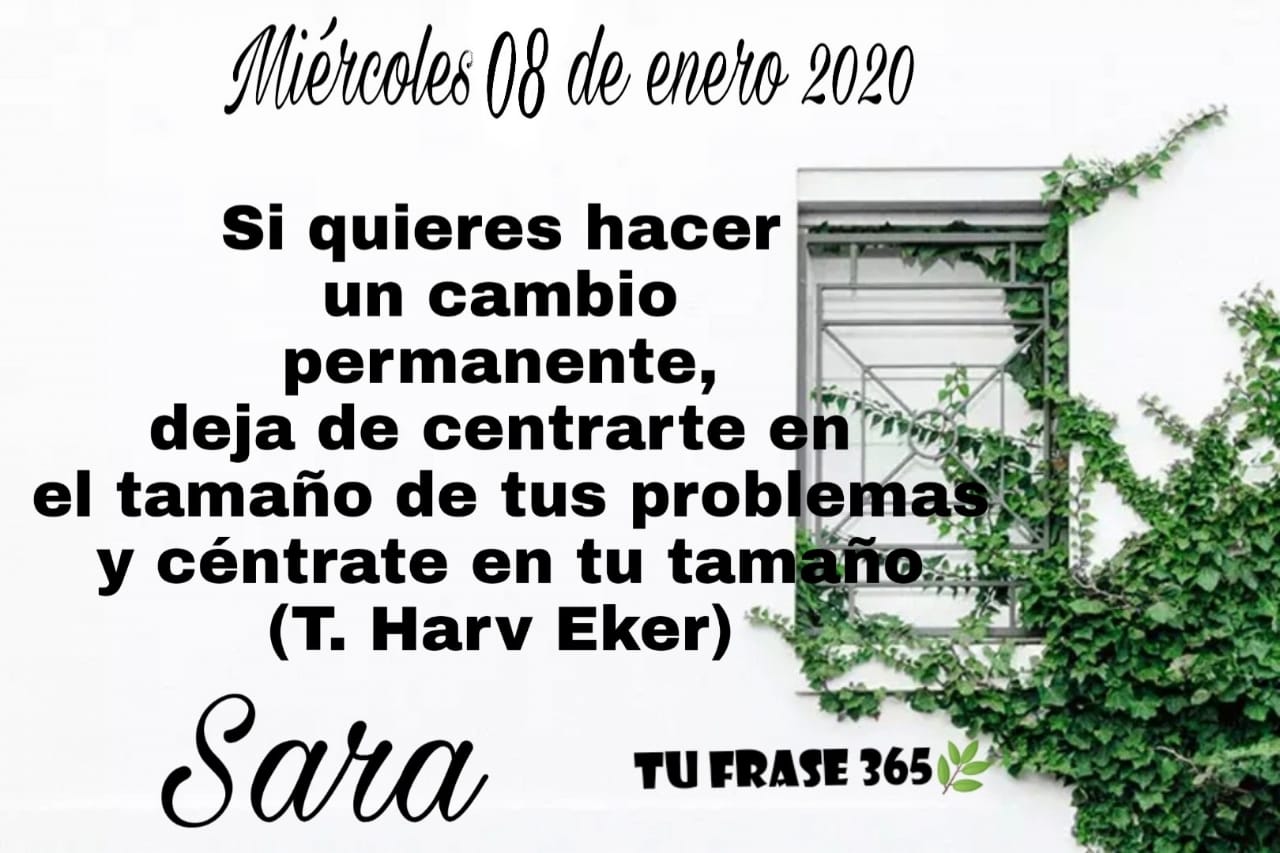 Miércoles 08 de enero 2020
Si quieres hacer
un cambio
permanente,
deja de centrarte en
el tamaño de tus problemas
y céntrate en tu tamaño
(T. Harv Eker)
Sara
TU FRASE 365